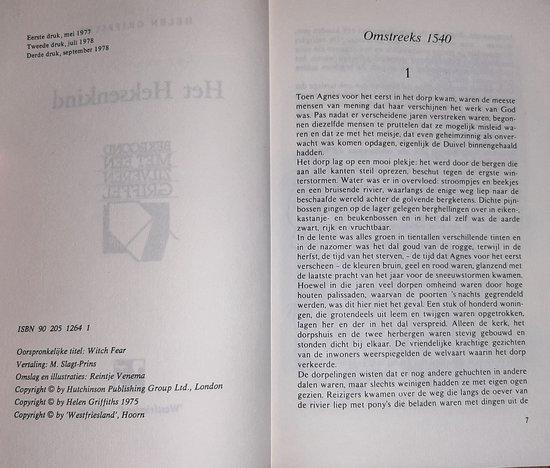 Eerste druk, mei 1977
Tweede druk, juli 1978
Derde druk, september 1978
HELEN GRIFFI
Het Heksenkind
BEKROOND
MET EEN
ZILVEREN
GRIFFEL
ISBN 90 205 1264 1
Oorspronkelijke titel: Witch Fear
Vertaling: M. Slagt-Prins
Omslag en illustraties: Reintje Venema
Copyright © by Hutchinson Publishing Group Ltd., London
Copyright © by Helen Griffiths 1975
Copyright © by 'Westfriesland', Hoorn
Westfries
Omstreeks 1540
1
Toen Agnes voor het eerst in het dorp kwam, waren de meeste
mensen van mening dat haar verschijnen het werk van God
was. Pas nadat er verscheidene jaren verstreken waren, begon-
nen diezelfde mensen te pruttelen dat ze mogelijk misleid wa-
ren en dat ze met het meisje, dat even geheimzinnig als onver-
wacht was komen opdagen, eigenlijk de Duivel binnengehaald
hadden.
Het dorp lag op een mooi plekje: het werd door de bergen die
aan alle kanten steil oprezen, beschut tegen de ergste win-
terstormen. Water was er in overvloed: stroompjes en beekjes
en een bruisende rivier, waarlangs de enige weg liep naar de
beschaafde wereld achter de golvende bergketens. Dichte pijn-
bossen gingen op de lager gelegen berghellingen over in eiken-,
kastanje- en beukenbossen en in het dal zelf was de aarde
zwart, rijk en vruchtbaar.
In de lente was alles groen in tientallen verschillende tinten en
in de nazomer was het dal goud van de rogge, terwijl in de
herfst, de tijd van het sterven, - de tijd dat Agnes voor het eerst
verscheen - de kleuren bruin, geel en rood waren, glanzend met
de laatste pracht van het jaar voor de sneeuwstormen kwamen.
Hoewel in die jaren veel dorpen omheind waren door hoge
houten palissaden, waarvan de poorten 's nachts gegrendeld
werden, was dit hier niet het geval. Een stuk of honderd wonin-
gen, die grotendeels uit leem en twijgen waren opgetrokken,
lagen her en der in het dal verspreid. Alleen de kerk, het
dorpshuis en de twee herbergen waren stevig gebouwd en
stonden dicht bij elkaar. De vriendelijke krachtige gezichten
van de inwoners weerspiegelden de welvaart waarin het dorp
verkeerde.
De dorpelingen wisten dat er nog andere gehuchten in andere
dalen waren, maar slechts weinigen hadden ze met eigen ogen
gezien. Reizigers kwamen over de weg die langs de oever van
de rivier liep met pony's die beladen waren met dingen uit de
7